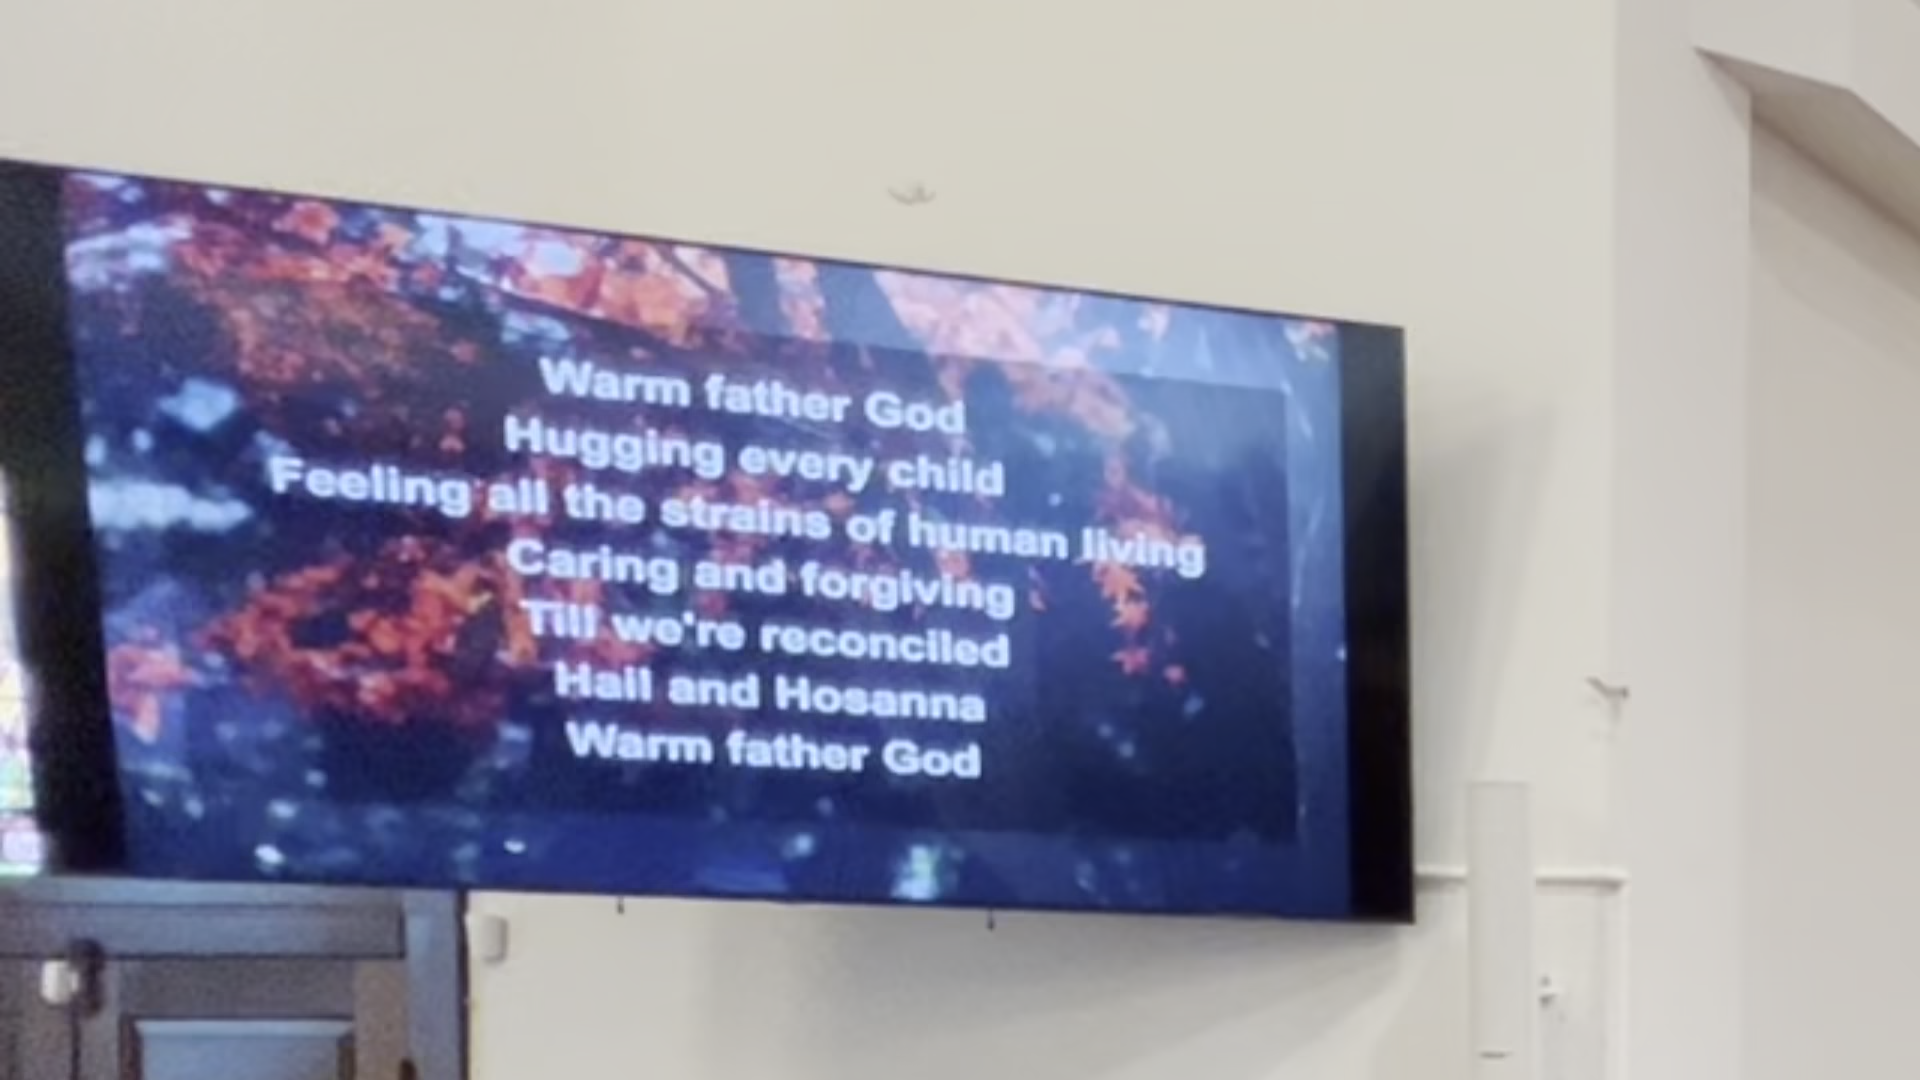 Warm father God
Hugging every child
Feeling all the strains of human living
Caring and forgiving
Till we're reconciled
Hail and Hosanna
Warm father God